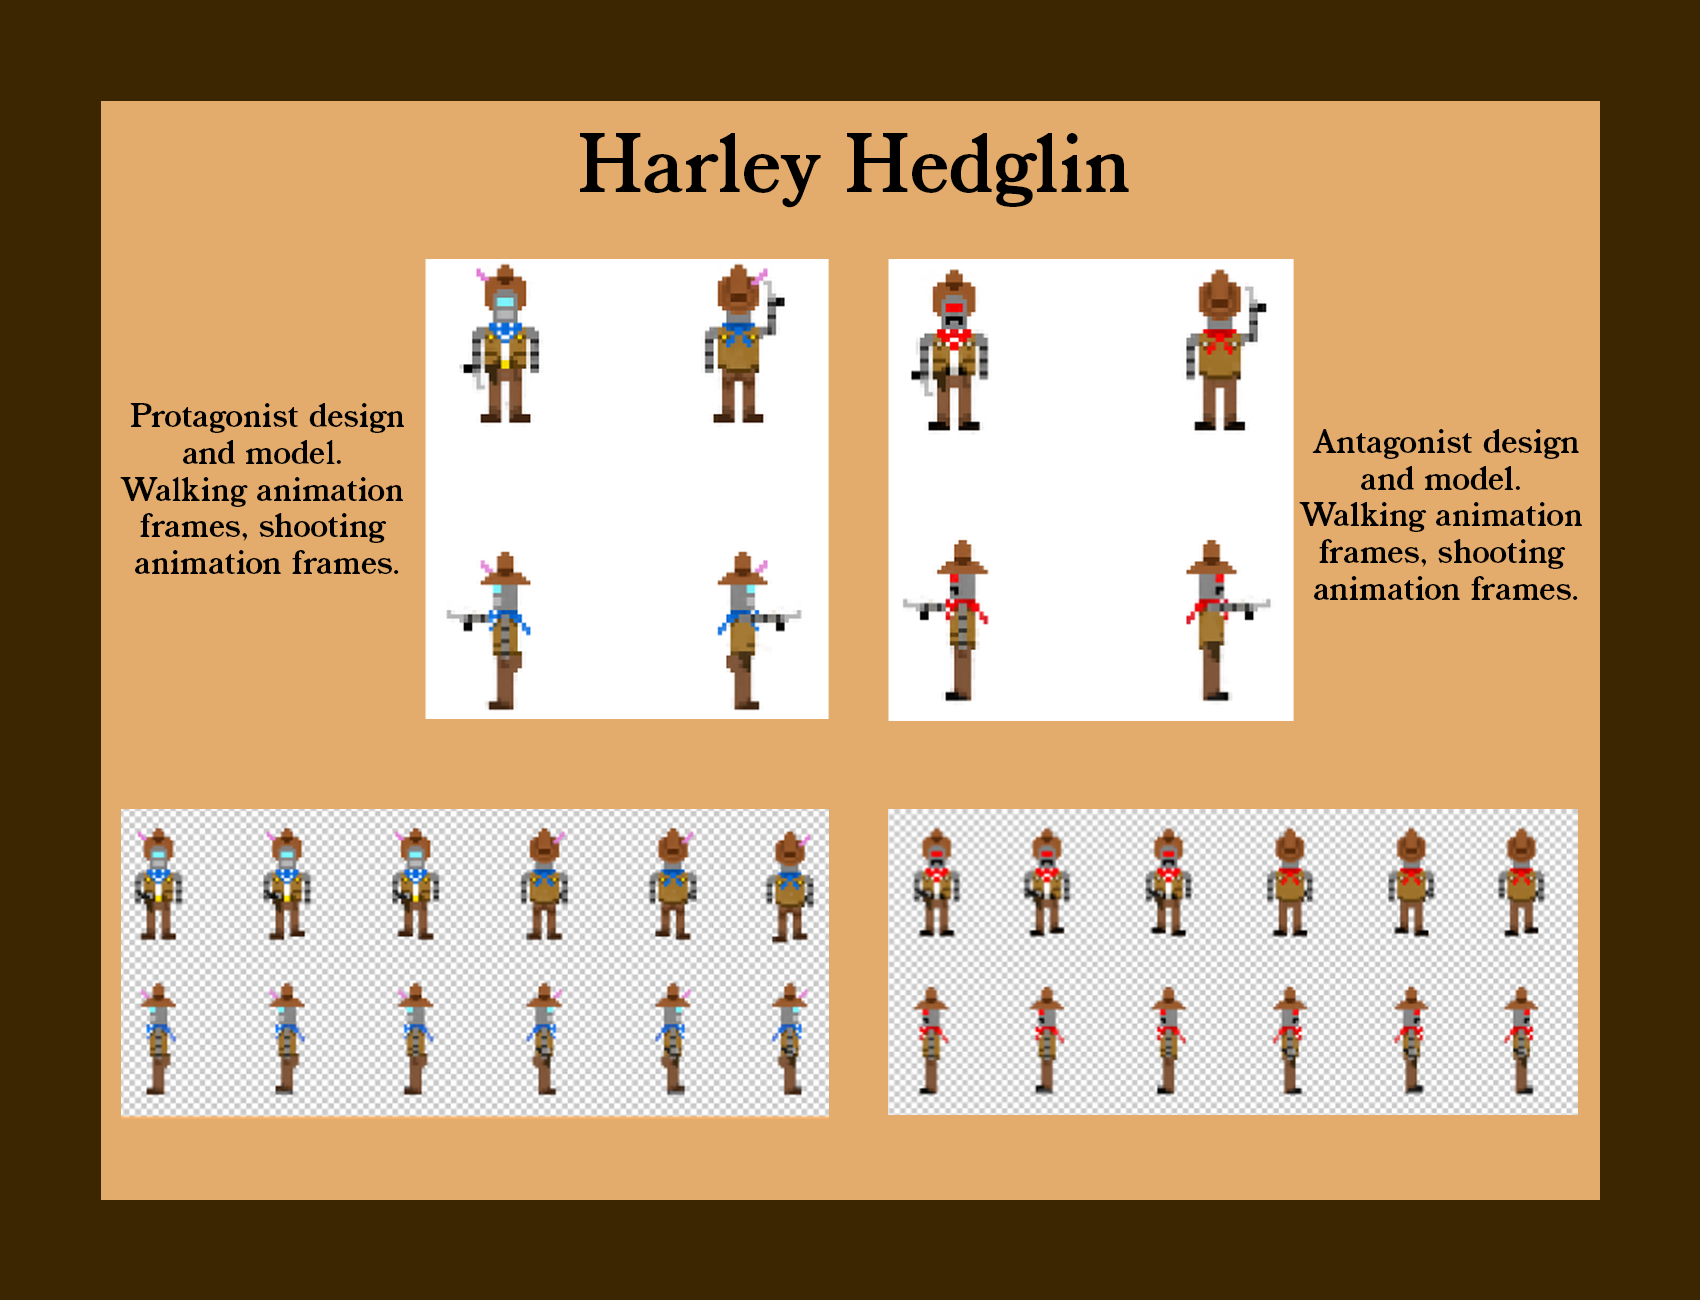 Harley Hedglin
Protagonist design
and model.
Walking animation
frames, shooting
animation frames.
Antagonist design
and model.
Walking animation
frames, shooting
animation frames.